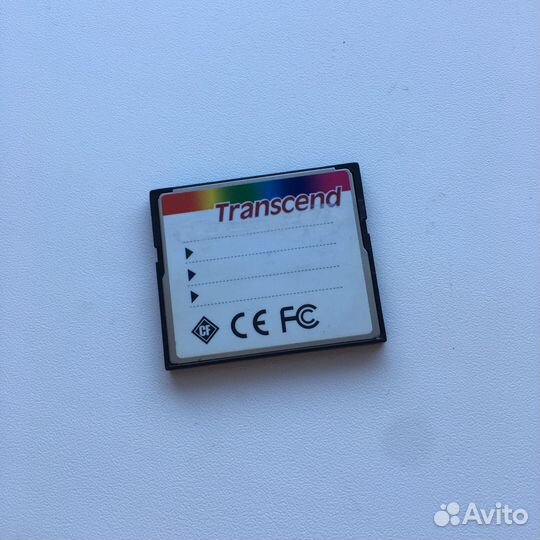 Transcend
CF CE FC
Avito